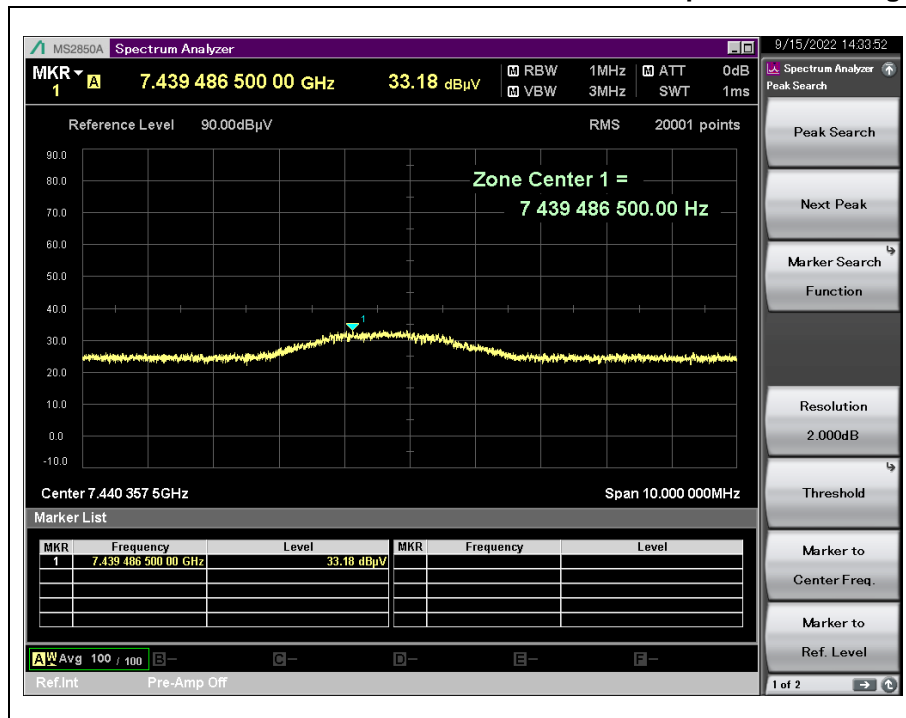 MS2850A Spectrum Analyzer
9/15/2022 14:33:52
MKR 1 A 7.439 486 500 00 GHz 33.18 dBµV
M RBW 1MHz M ATT 0dB
M VBW 3MHz SWT 1ms
Reference Level 90.00dBµV RMS 20001 points
90.0
80.0
70.0
60.0
50.0
40.0
30.0
20.0
10.0
0.0
-10.0
Zone Center 1 =
7 439 486 500.00 Hz
1
Center 7.440 357 5GHz Span 10.000 000MHz
Marker List
MKR Frequency Level MKR Frequency Level
1 7.439 486 500 00 GHz 33.18 dBµV
A W Avg 100 / 100 B- C- D- E- F-
Ref.Int Pre-Amp Off
Spectrum Analyzer
Peak Search
Peak Search
Next Peak
Marker Search
Function
Resolution
2.000dB
Threshold
Marker to
Center Freq.
Marker to
Ref. Level
1 of 2